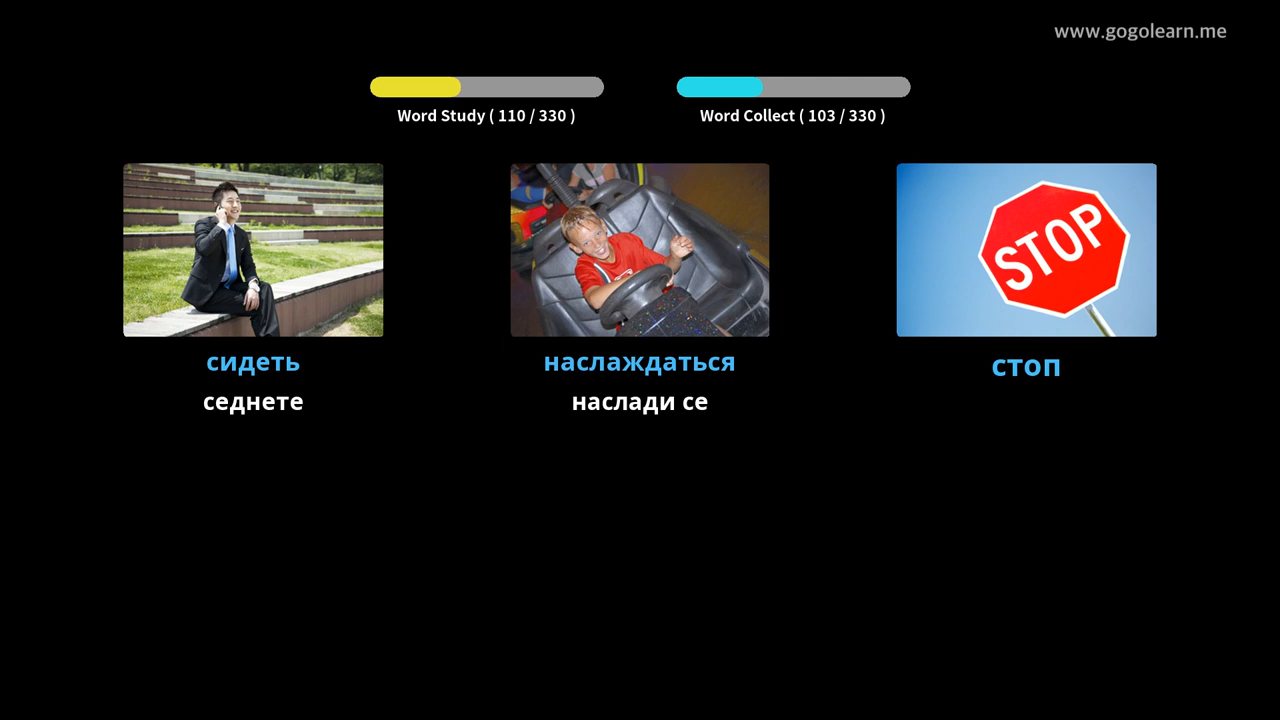 www.gogolearn.me
Word Study ( 110 / 330 )
Word Collect ( 103 / 330 )
STOP
сидеть
наслаждаться
стоп
седнете
наслади се